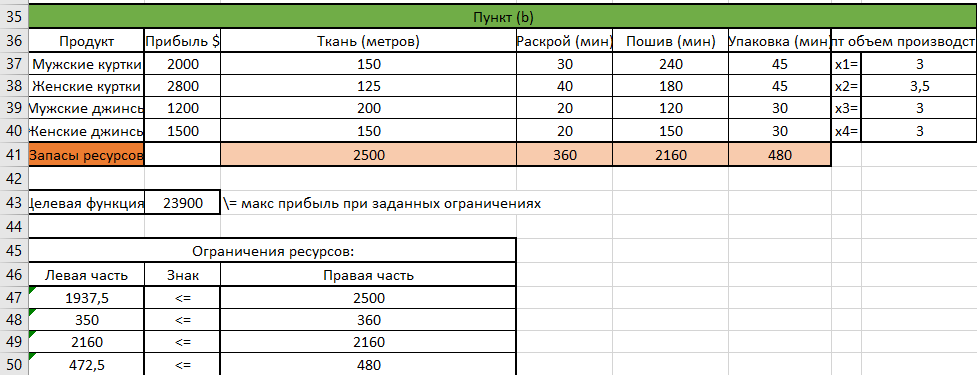 35 Пункт (b)
36 Продукт Прибыль $ Ткань (метров) Раскрой (мин) Пошив (мин) Упаковка (мин) пт объем производст
37 Мужские куртки 2000 150 30 240 45 x1= 3
38 Женские куртки 2800 125 40 180 45 x2= 3,5
39 Мужские джинсы 1200 200 20 120 30 x3= 3
40 Женские джинсы 1500 150 20 150 30 x4= 3
41 Запасы ресурсов 2500 360 2160 480
42
43 Целевая функция 23900 \= макс прибыль при заданных ограничениях
44
45 Ограничения ресурсов:
46 Левая часть Знак Правая часть
47 1937,5 <= 2500
48 350 <= 360
49 2160 <= 2160
50 472,5 <= 480